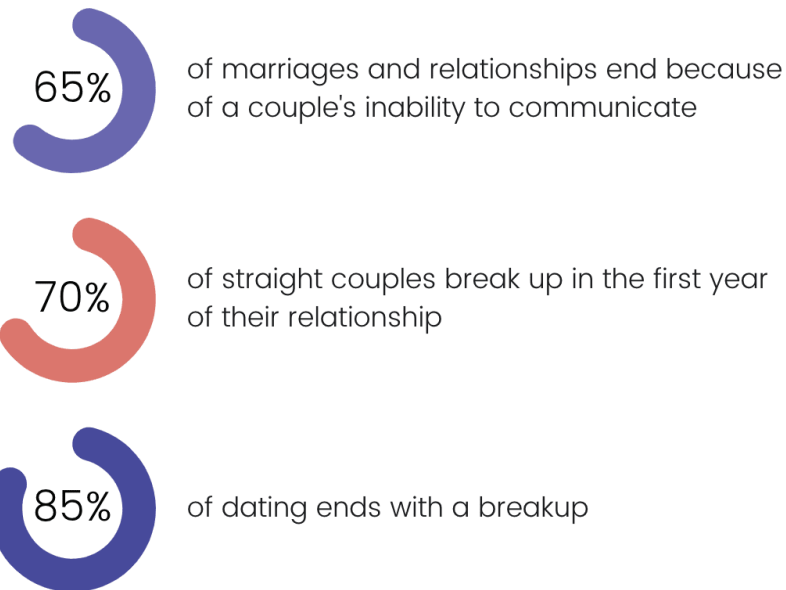 65%
of marriages and relationships end because
of a couple's inability to communicate
70%
of straight couples break up in the first year
of their relationship
85%
of dating ends with a breakup